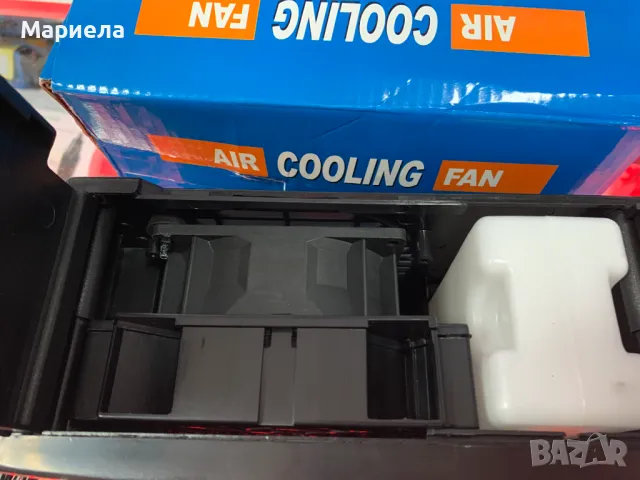 Мариела
AIR COOLING FAN
AIR COOLING FAN
BAZAR